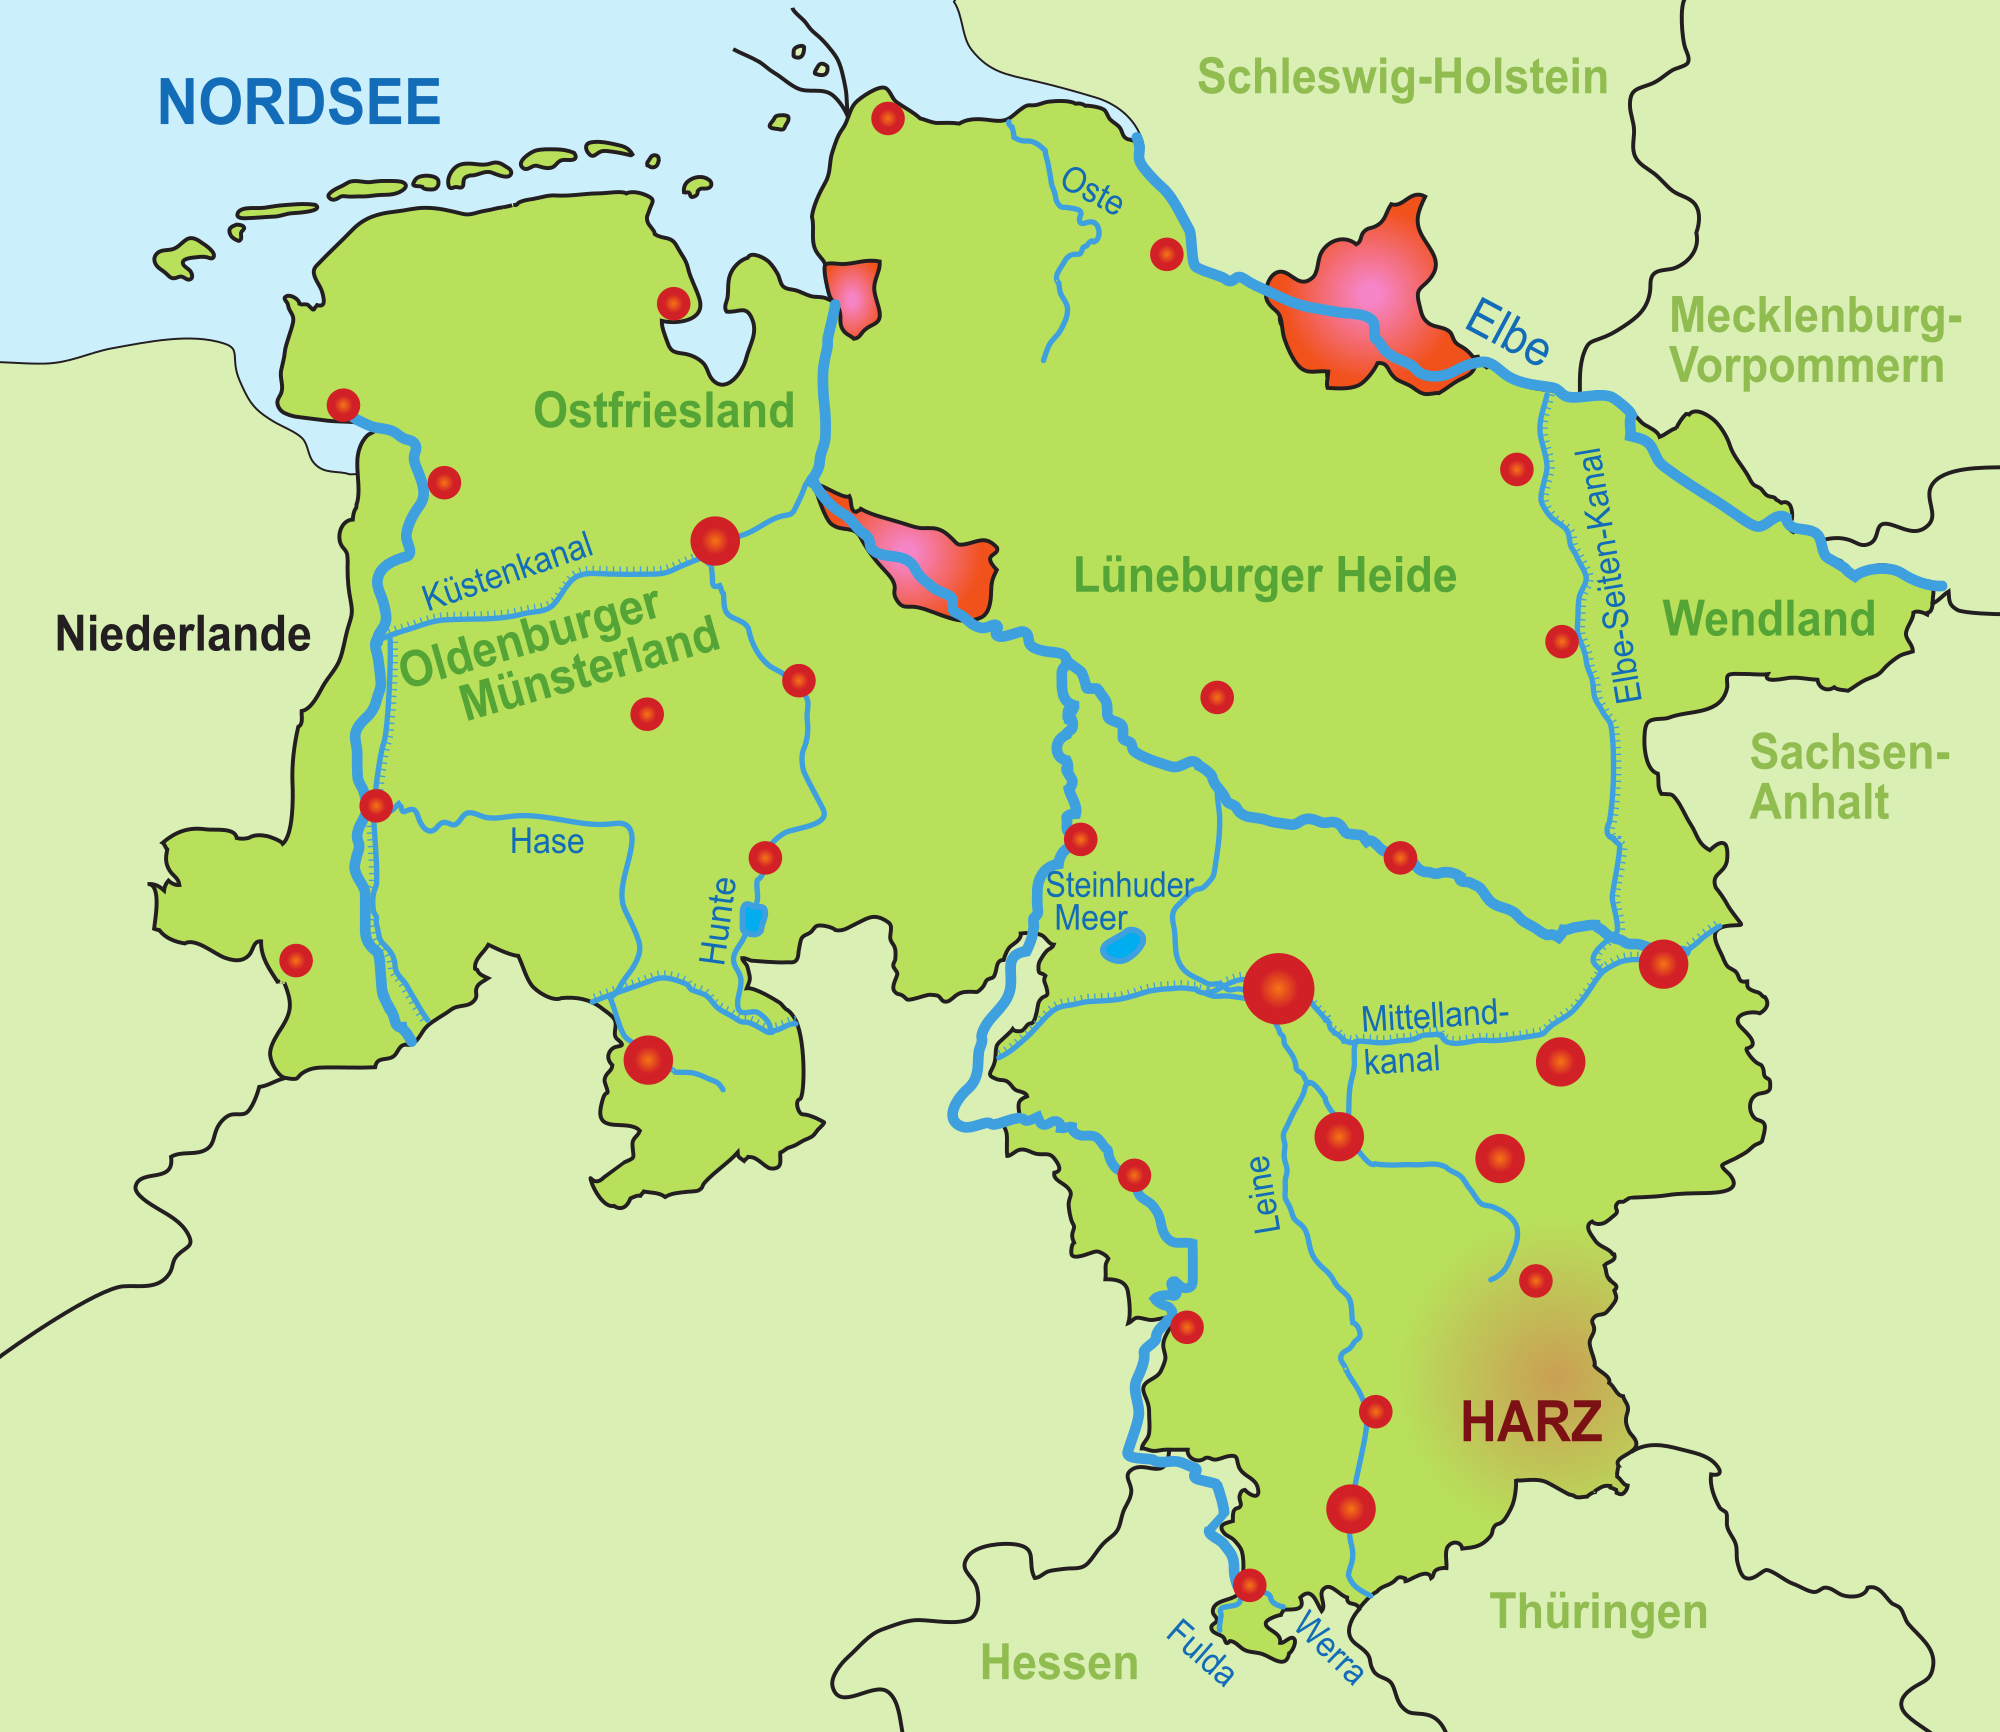 NORDSEE
Schleswig-Holstein
Oste
Elbe
Mecklenburg-
Vorpommern
Ostfriesland
Küstenkanal
Elbe-Seiten-Kanal
Lüneburger Heide
Niederlande
Oldenburger
Münsterland
Wendland
Sachsen-
Anhalt
Hase
Hunte
Steinhuder
Meer
Mittelland-
kanal
Leine
HARZ
Thüringen
Hessen
Fulda
Werra